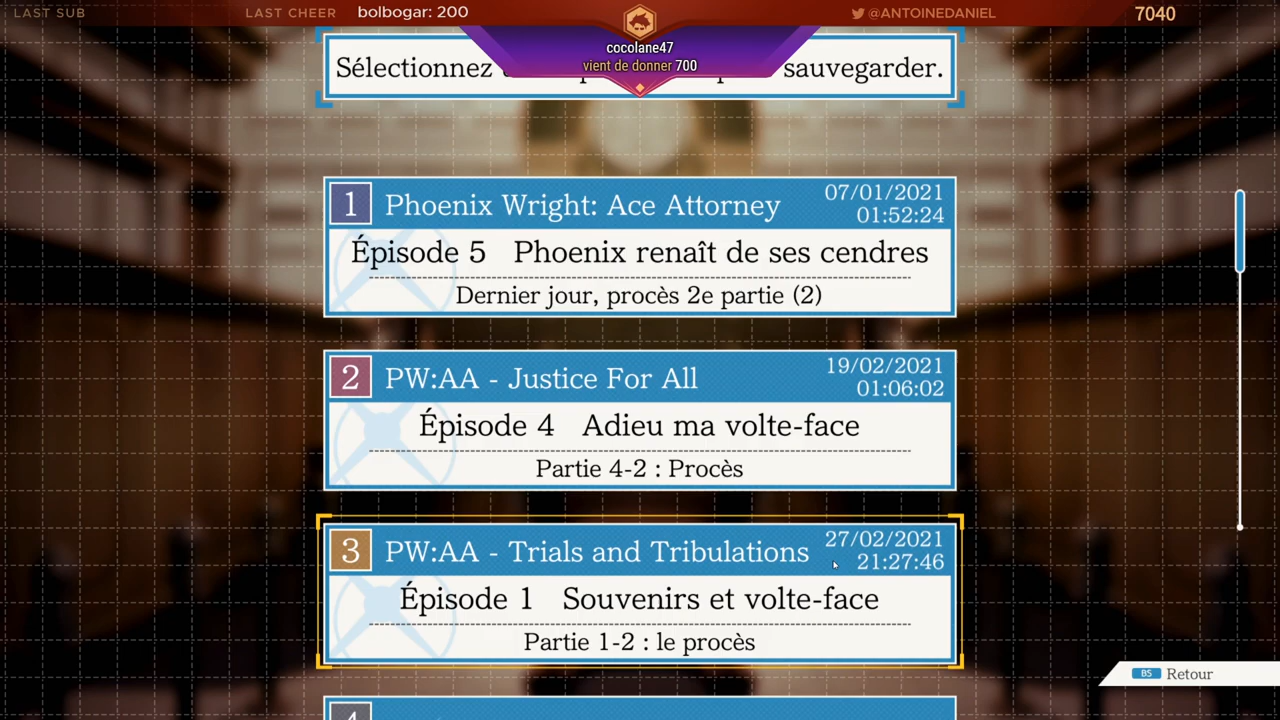 LAST SUB
LAST CHEER
bolbogar: 200
@ANTOINEDANIEL
7040
cocolane47
vient de donner 700
Sélectionnez
sauvegarder.
1
Phoenix Wright: Ace Attorney
07/01/2021
01:52:24
Épisode 5 Phoenix renaît de ses cendres
Dernier jour, procès 2e partie (2)
2
PW:AA - Justice For All
19/02/2021
01:06:02
Épisode 4 Adieu ma volte-face
Partie 4-2 : Procès
3
PW:AA - Trials and Tribulations
27/02/2021
21:27:46
Épisode 1 Souvenirs et volte-face
Partie 1-2 : le procès
4
BS Retour